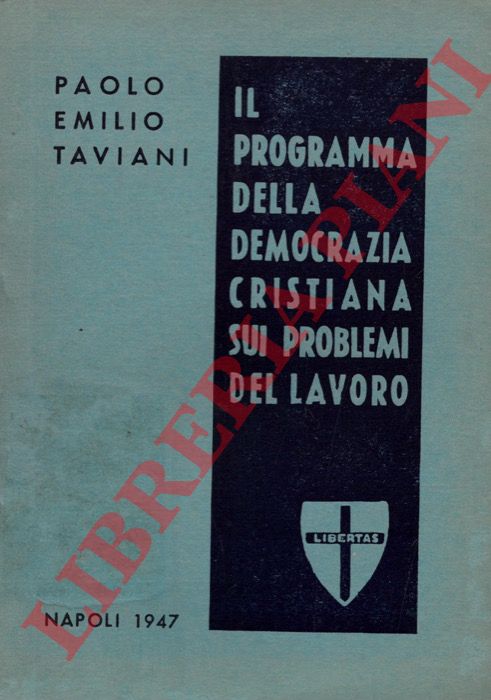 PAOLO
EMILIO
TAVIANI
IL
PROGRAMMA
DELLA
DEMOCRAZIA
CRISTIANA
SUI PROBLEMI
DEL LAVORO
LIBERTAS
NAPOLI 1947
LIBRERIA PIANI